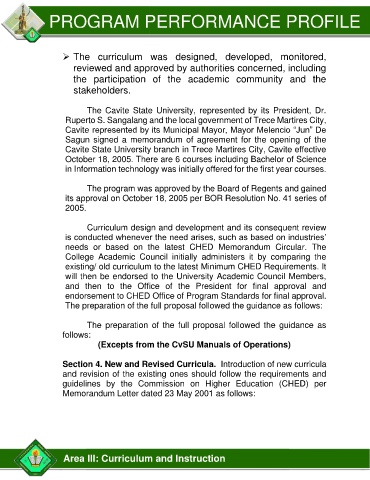 PROGRAM PERFORMANCE PROFILE
➢ The curriculum was designed, developed, monitored,
reviewed and approved by authorities concerned, including
the participation of the academic community and the
stakeholders.
The Cavite State University, represented by its President, Dr.
Ruperto S. Sangalang and the local government of Trece Martires City,
Cavite represented by its Municipal Mayor, Mayor Melencio “Jun” De
Sagun signed a memorandum of agreement for the opening of the
Cavite State University branch in Trece Martires City, Cavite effective
October 18, 2005. There are 6 courses including Bachelor of Science
in Information technology was initially offered for the first year courses.
The program was approved by the Board of Regents and gained
its approval on October 18, 2005 per BOR Resolution No. 41 series of
2005.
Curriculum design and development and its consequent review
is conducted whenever the need arises, such as based on industries’
needs or based on the latest CHED Memorandum Circular. The
College Academic Council initially administers it by comparing the
existing/ old curriculum to the latest Minimum CHED Requirements. It
will then be endorsed to the University Academic Council Members,
and then to the Office of the President for final approval and
endorsement to CHED Office of Program Standards for final approval.
The preparation of the full proposal followed the guidance as follows:
The preparation of the full proposal followed the guidance as
follows:
(Excepts from the CvSU Manuals of Operations)
Section 4. New and Revised Curricula. Introduction of new curricula
and revision of the existing ones should follow the requirements and
guidelines by the Commission on Higher Education (CHED) per
Memorandum Letter dated 23 May 2001 as follows:
Area III: Curriculum and Instruction